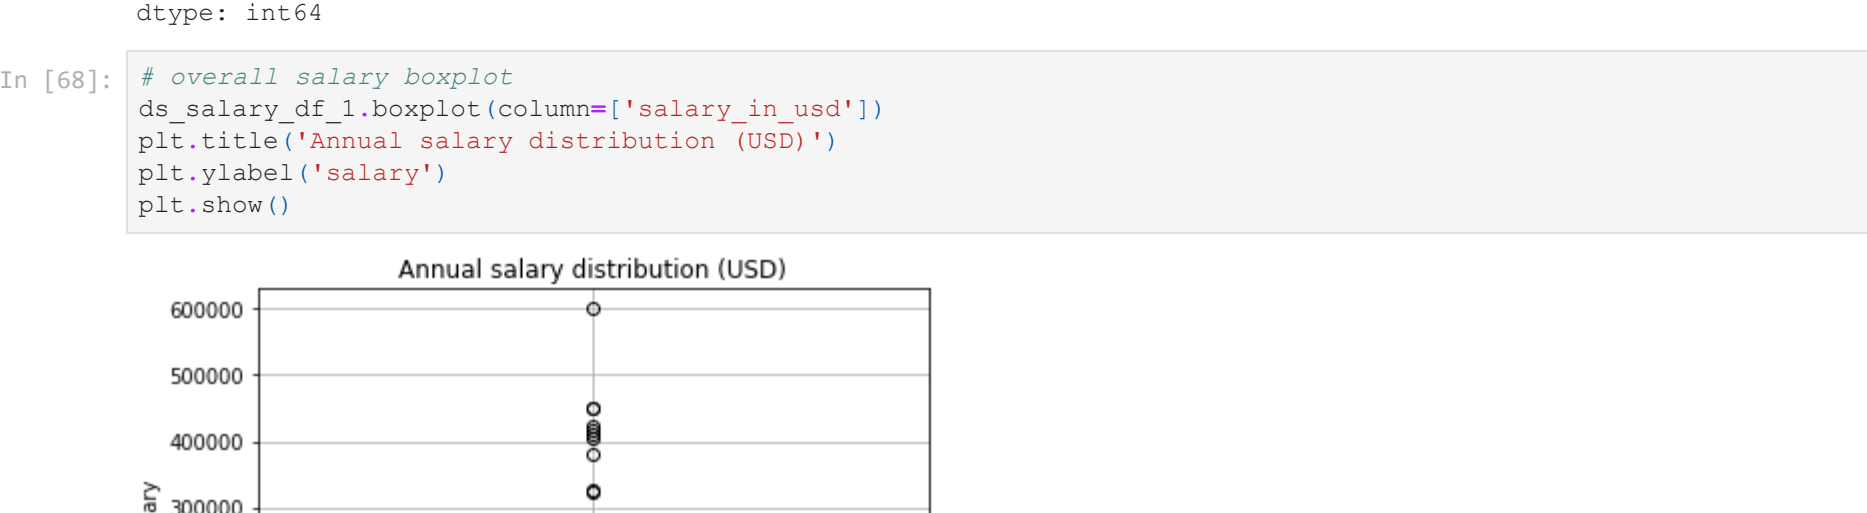 dtype: int64
In [68]:
# overall salary boxplot
ds_salary_df_1.boxplot(column=['salary_in_usd'])
plt.title('Annual salary distribution (USD)')
plt.ylabel('salary')
plt.show()
Annual salary distribution (USD)
600000
500000
400000
300000